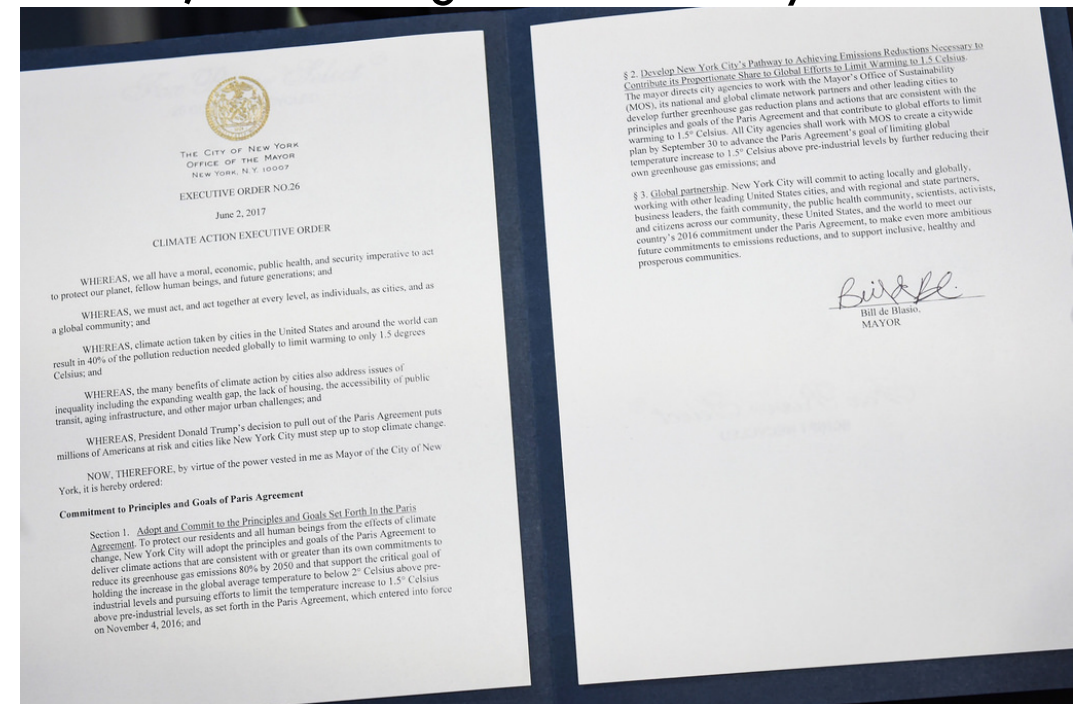 THE CITY OF NEW YORK
OFFICE OF THE MAYOR
NEW YORK, N.Y. 10007
EXECUTIVE ORDER NO.26
June 2, 2017
CLIMATE ACTION EXECUTIVE ORDER
WHEREAS, we all have a moral, economic, public health, and security imperative to act
to protect our planet, fellow human beings, and future generations; and
WHEREAS, we must act, and act together at every level, as individuals, as cities, and as
a global community; and
WHEREAS, climate action taken by cities in the United States and around the world can
result in 40% of the pollution reduction needed globally to limit warming to only 1.5 degrees
Celsius; and
WHEREAS, the many benefits of climate action by cities also address issues of
inequality including the expanding wealth gap, the lack of housing, the accessibility of public
transit, aging infrastructure, and other major urban challenges; and
WHEREAS, President Donald Trump's decision to pull out of the Paris Agreement puts
millions of Americans at risk and cities like New York City must step up to stop climate change.
NOW, THEREFORE, by virtue of the power vested in me as Mayor of the City of New
York, it is hereby ordered:
Commitment to Principles and Goals of Paris Agreement
Section 1. Adopt and Commit to the Principles and Goals Set Forth In the Paris
Agreement. To protect our residents and all human beings from the effects of climate
change, New York City will adopt the principles and goals of the Paris Agreement to
deliver climate actions that are consistent with or greater than its own commitments to
reduce its greenhouse gas emissions 80% by 2050 and that support the critical goal of
holding the increase in the global average temperature to below 2° Celsius above pre-
industrial levels and pursuing efforts to limit the temperature increase to 1.5° Celsius
above pre-industrial levels, as set forth in the Paris Agreement, which entered into force
on November 4, 2016; and
§ 2. Develop New York City's Pathway to Achieving Emissions Reductions Necessary to
Contribute its Proportionate Share to Global Efforts to Limit Warming to 1.5 Celsius.
The mayor directs city agencies to work with the Mayor's Office of Sustainability
(MOS), its national and global climate network partners and other leading cities to
develop further greenhouse gas reduction plans and actions that are consistent with the
principles and goals of the Paris Agreement and that contribute to global efforts to limit
warming to 1.5° Celsius. All City agencies shall work with MOS to create a citywide
plan by September 30 to advance the Paris Agreement's goal of limiting global
temperature increase to 1.5° Celsius above pre-industrial levels by further reducing their
own greenhouse gas emissions; and
§ 3. Global partnership. New York City will commit to acting locally and globally,
working with other leading United States cities, and with regional and state partners,
business leaders, the faith community, the public health community, scientists, activists,
and citizens across our community, these United States, and the world to meet our
country's 2016 commitment under the Paris Agreement, to make even more ambitious
future commitments to emissions reductions, and to support inclusive, healthy and
prosperous communities.
Bill de Blasio,
MAYOR